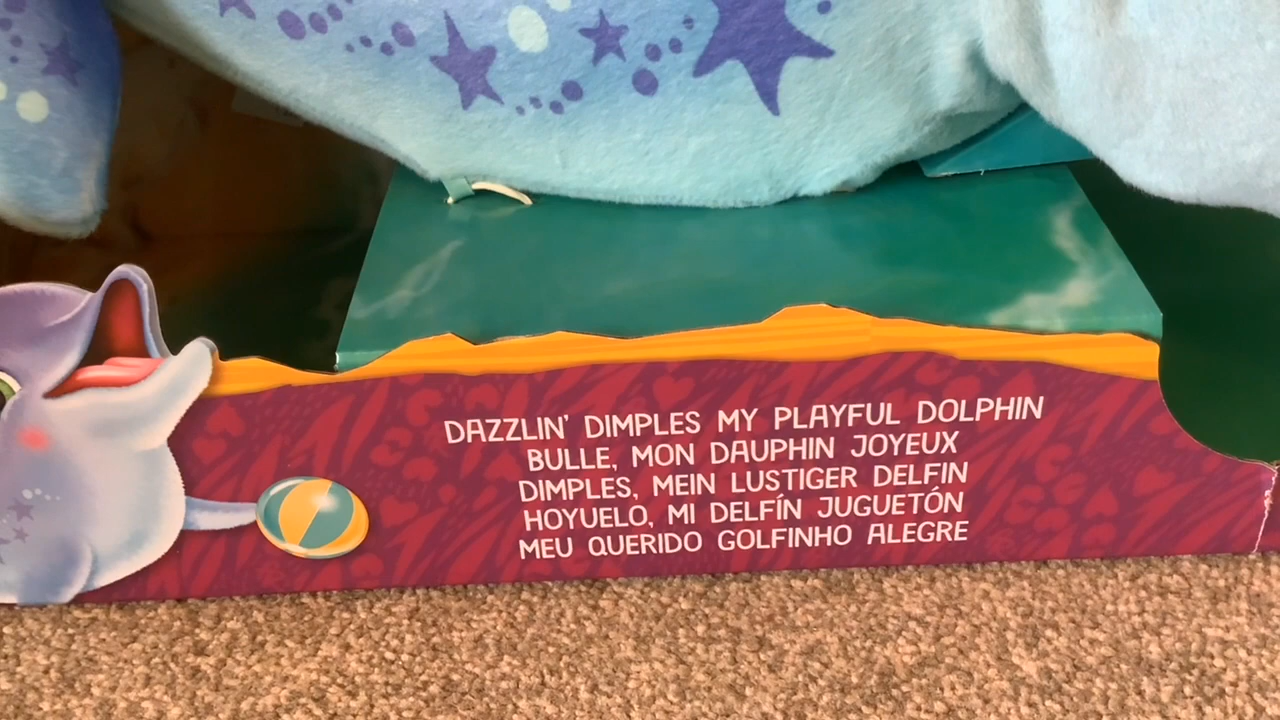 DAZZLIN' DIMPLES MY PLAYFUL DOLPHIN
BULLE, MON DAUPHIN JOYEUX
DIMPLES, MEIN LUSTIGER DELFIN
HOYUELO, MI DELFÍN JUGUETÓN
MEU QUERIDO GOLFINHO ALEGRE